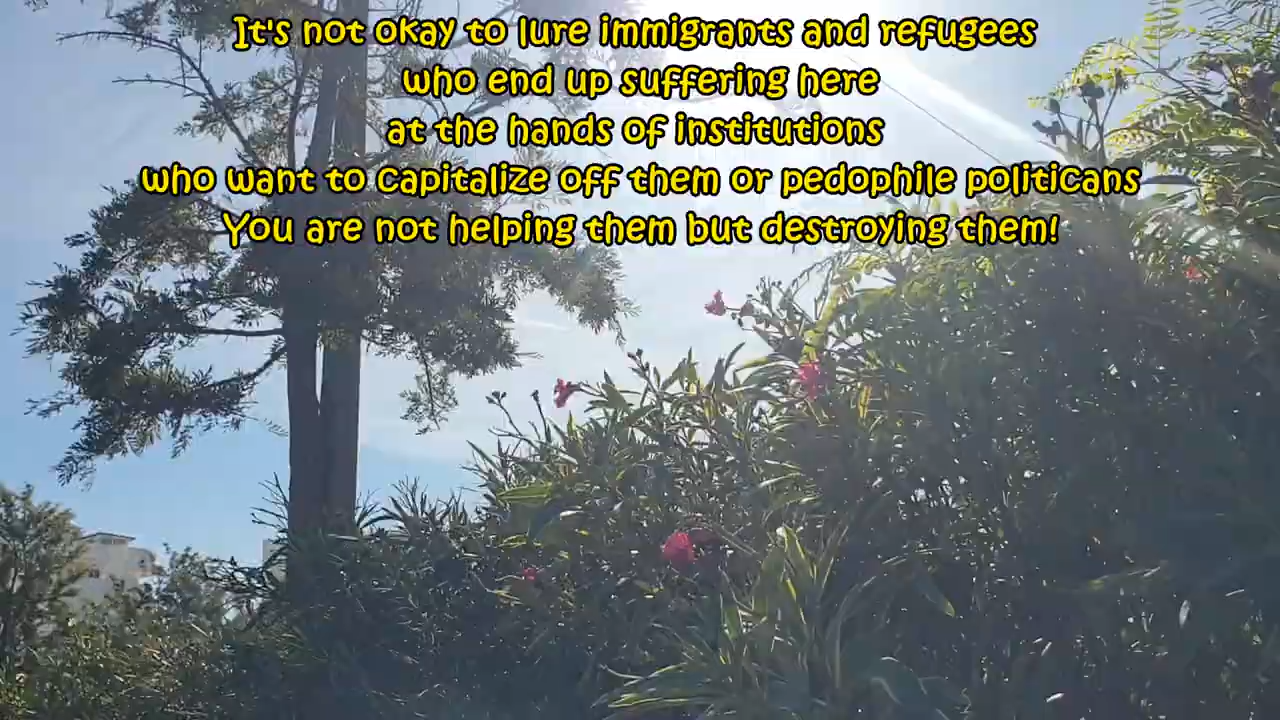 It's not okay to lure immigrants and refugees
who end up suffering here
at the hands of institutions
who want to capitalize off them or pedophile politicans
You are not helping them but destroying them!